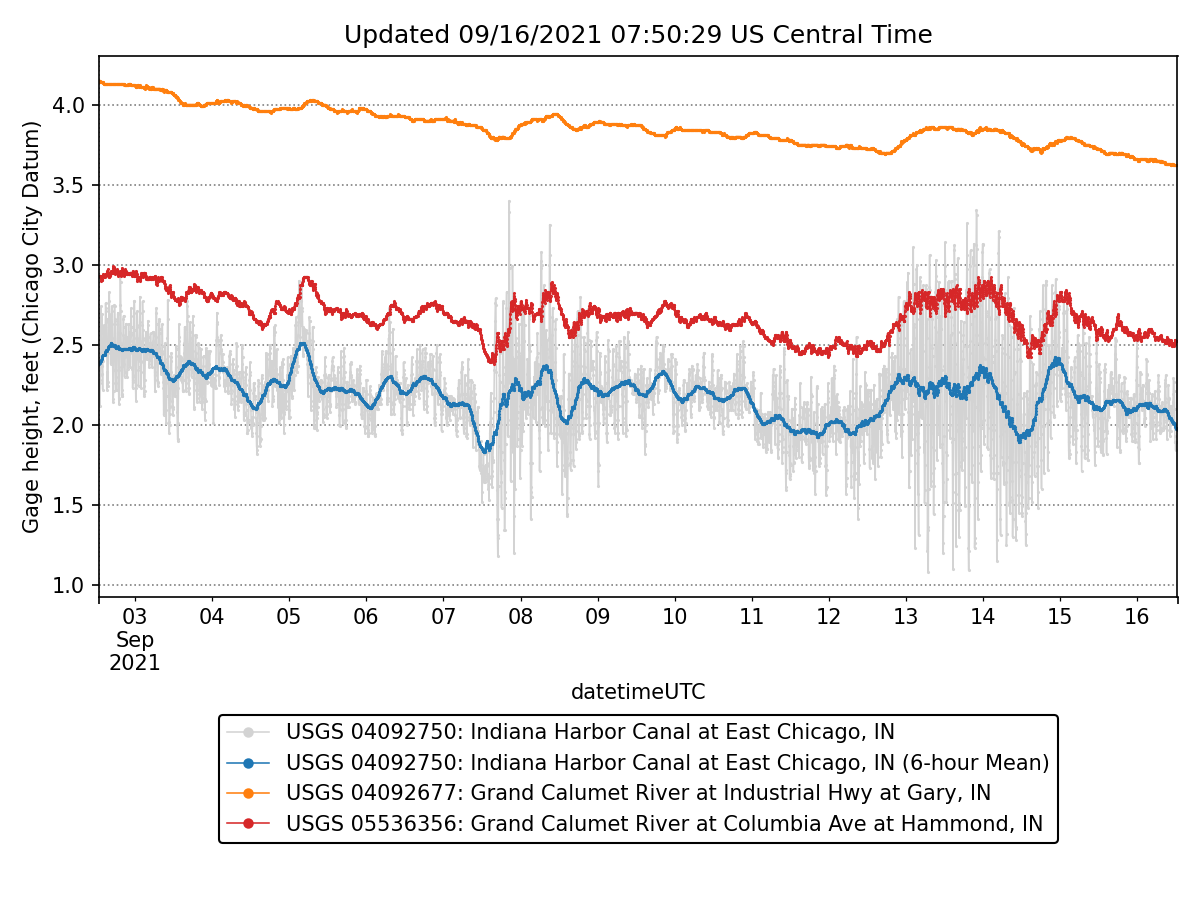 Updated 09/16/2021 07:50:29 US Central Time
Gage height, feet (Chicago City Datum)
4.0
3.5
3.0
2.5
2.0
1.5
1.0
03 04 05 06 07 08 09 10 11 12 13 14 15 16
Sep
2021
datetimeUTC
USGS 04092750: Indiana Harbor Canal at East Chicago, IN
USGS 04092750: Indiana Harbor Canal at East Chicago, IN (6-hour Mean)
USGS 04092677: Grand Calumet River at Industrial Hwy at Gary, IN
USGS 05536356: Grand Calumet River at Columbia Ave at Hammond, IN